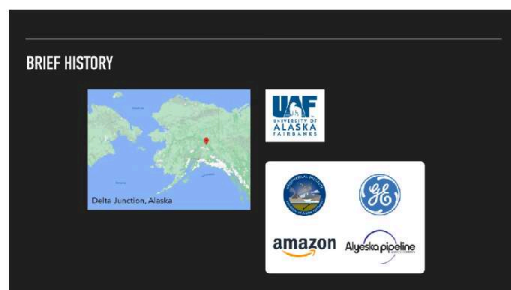 BRIEF HISTORY
Delta Junction, Alaska
UAF
UNIVERSITY OF
ALASKA
FAIRBANKS
amazon
Alyeska pipeline